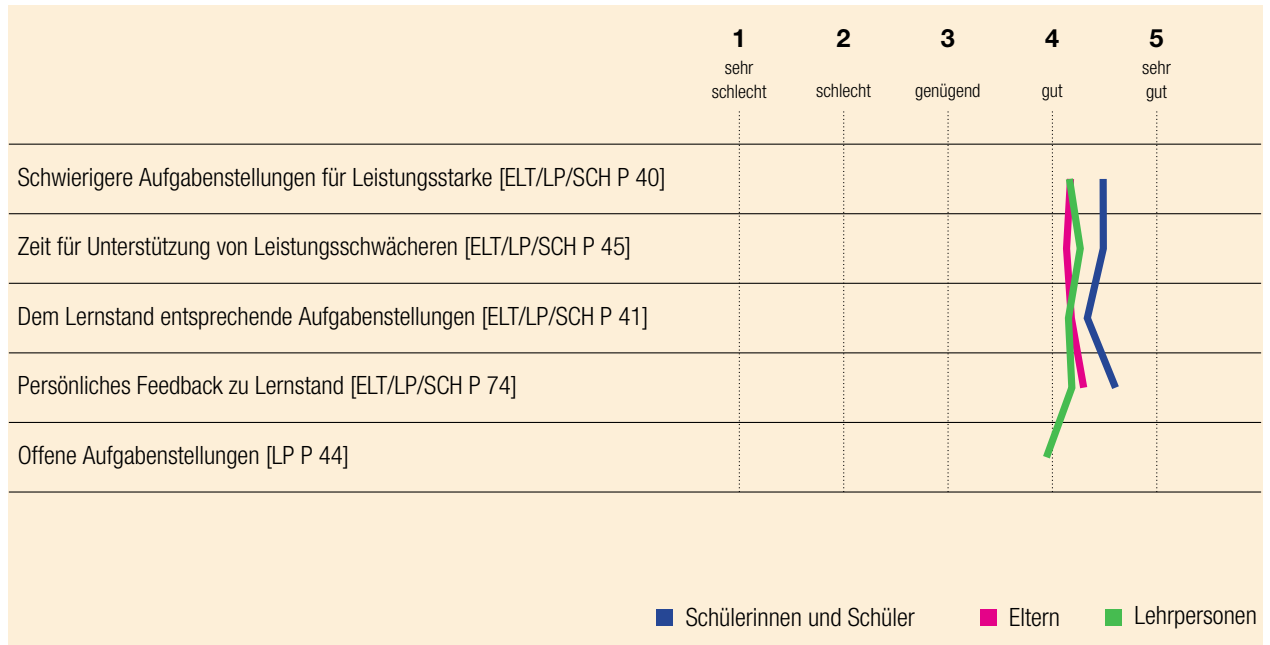 1 2 3 4 5
sehr schlecht schlecht genügend gut sehr gut
Schwierigere Aufgabenstellungen für Leistungsstarke [ELT/LP/SCH P 40]
Zeit für Unterstützung von Leistungsschwächeren [ELT/LP/SCH P 45]
Dem Lernstand entsprechende Aufgabenstellungen [ELT/LP/SCH P 41]
Persönliches Feedback zu Lernstand [ELT/LP/SCH P 74]
Offene Aufgabenstellungen [LP P 44]
Schülerinnen und Schüler Eltern Lehrpersonen